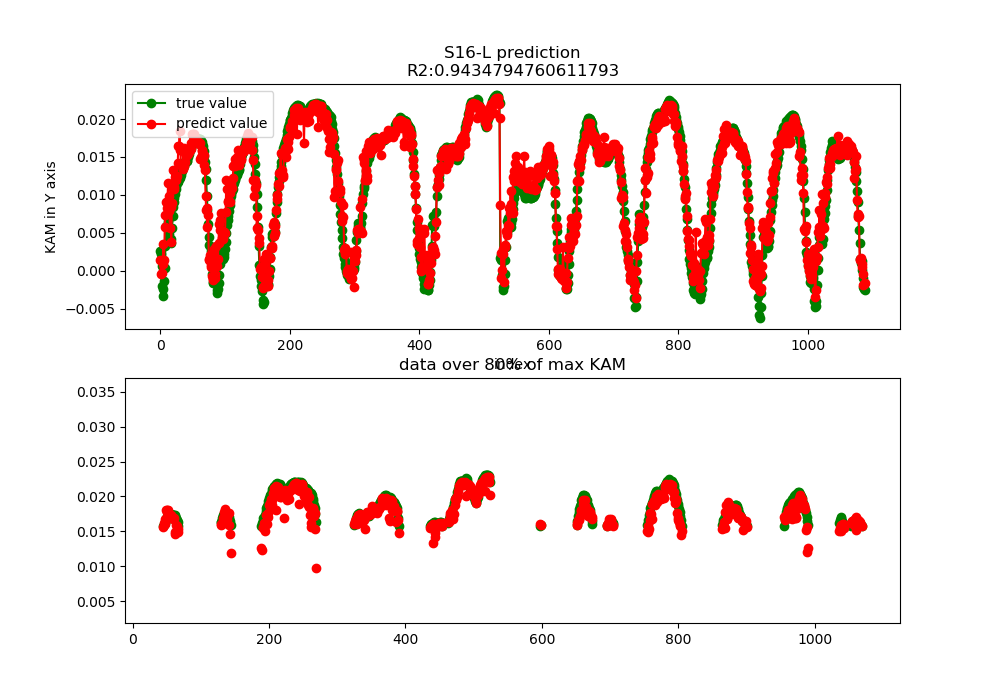 S16-L prediction
R2:0.9434794760611793
true value
predict value
KAM in Y axis
0.020
0.015
0.010
0.005
0.000
−0.005
0 200 400 600 800 1000
index
data over 80% of max KAM
0.035
0.030
0.025
0.020
0.015
0.010
0.005
0 200 400 600 800 1000